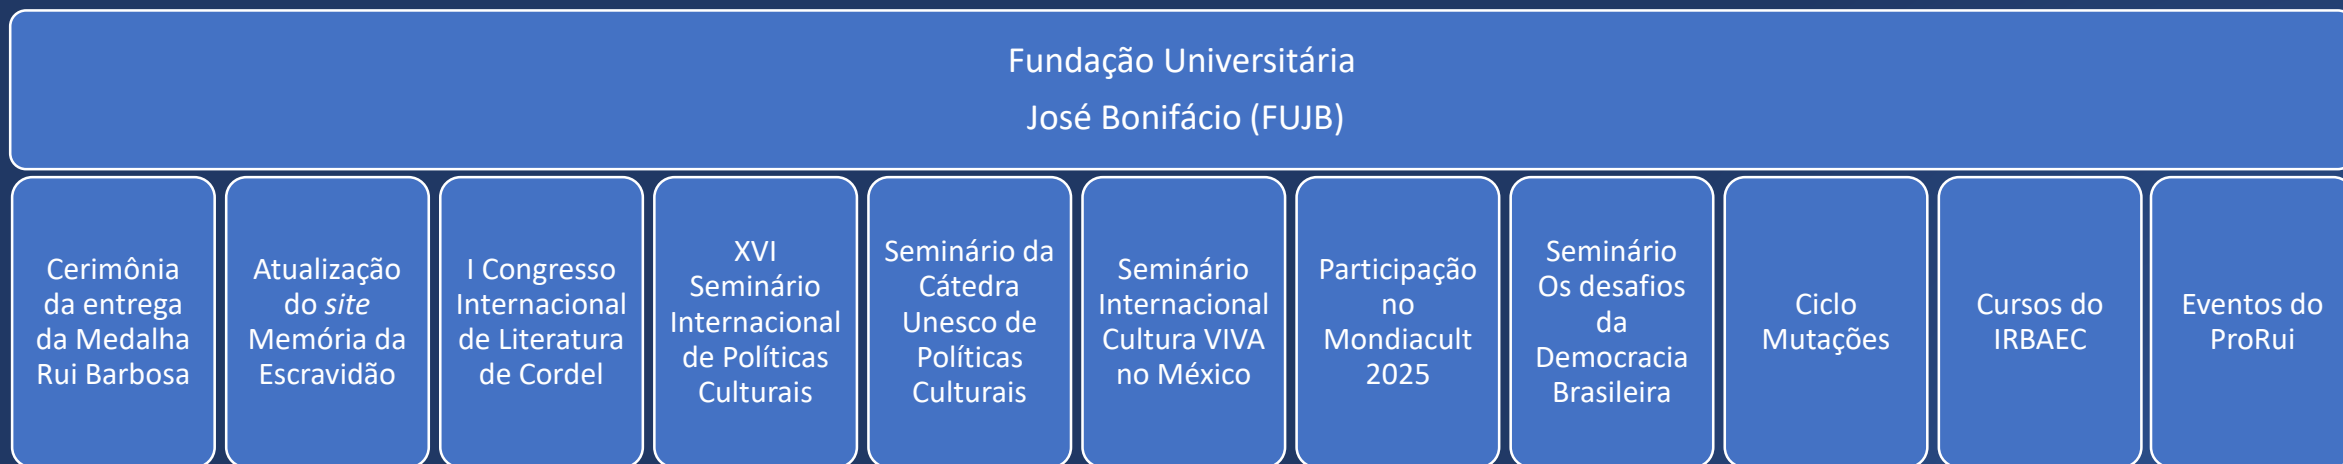 Fundação Universitária
José Bonifácio (FUJB)
Cerimônia
da entrega
da Medalha
Rui Barbosa
Atualização
do site
Memória da
Escravidão
I Congresso
Internacional
de Literatura
de Cordel
XVI
Seminário
Internacional
de Políticas
Culturais
Seminário da
Cátedra
Unesco de
Políticas
Culturais
Seminário
Internacional
Cultura VIVA
no México
Participação
no
Mondiacult
2025
Seminário
Os desafios
da
Democracia
Brasileira
Ciclo
Mutações
Cursos do
IRBAEC
Eventos do
ProRui